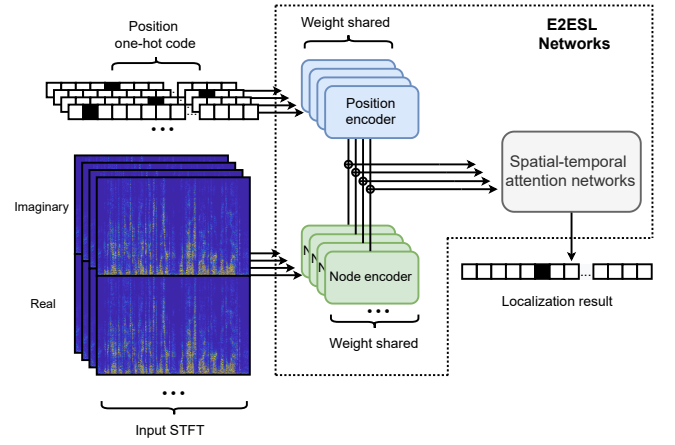 Position
one-hot code
Weight shared
E2ESL
Networks
Position
encoder
Spatial-temporal
attention networks
Imaginary
Real
N
N
N
Node encoder
Weight shared
Localization result
Input STFT